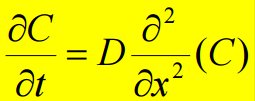 ∂C/∂t = D ∂²/∂x² (C)